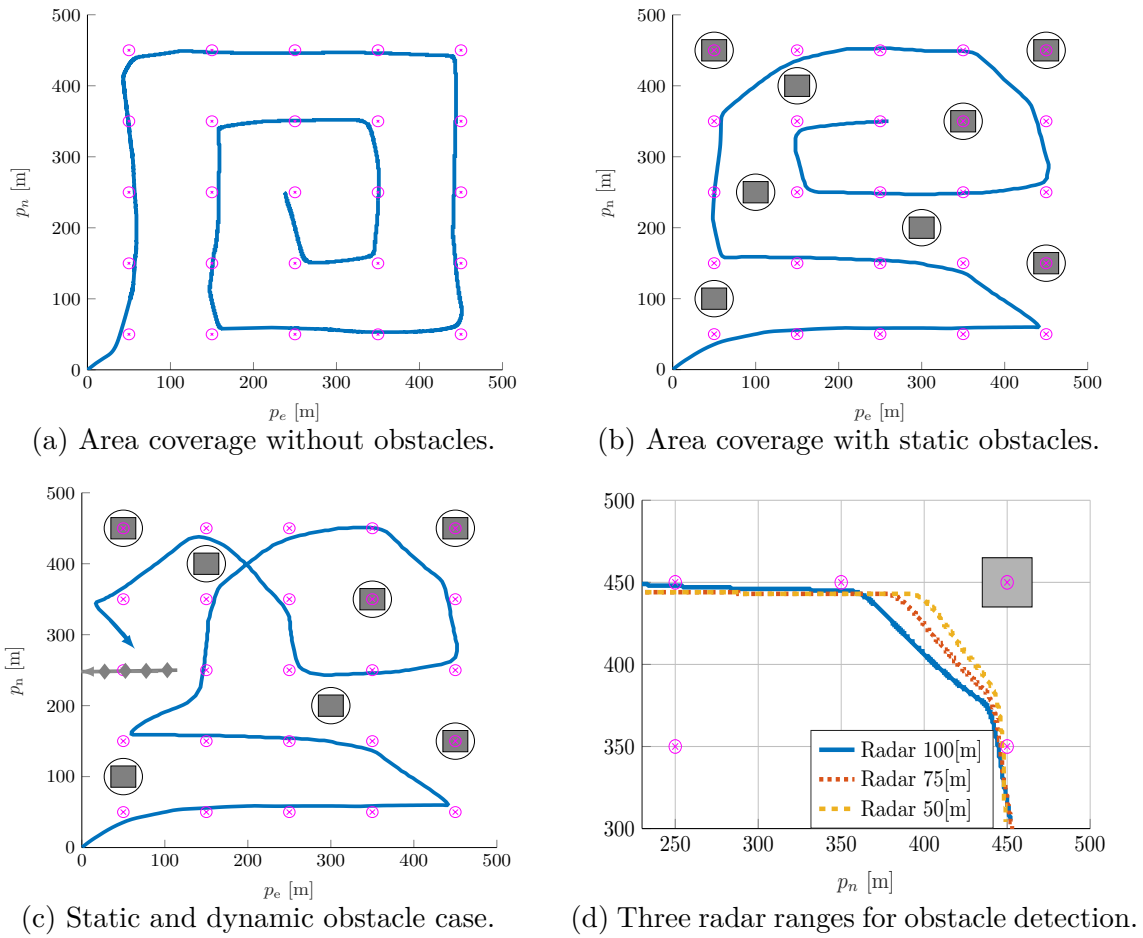 500
400
300
200
100
0
0 100 200 300 400 500
p_n [m]
p_e [m]
(a) Area coverage without obstacles.
500
400
300
200
100
0
0 100 200 300 400 500
p_n [m]
p_e [m]
(b) Area coverage with static obstacles.
500
400
300
200
100
0
0 100 200 300 400 500
p_n [m]
p_e [m]
(c) Static and dynamic obstacle case.
500
450
400
350
300
250 300 350 400 450 500
Radar 100[m]
Radar 75[m]
Radar 50[m]
p_n [m]
(d) Three radar ranges for obstacle detection.